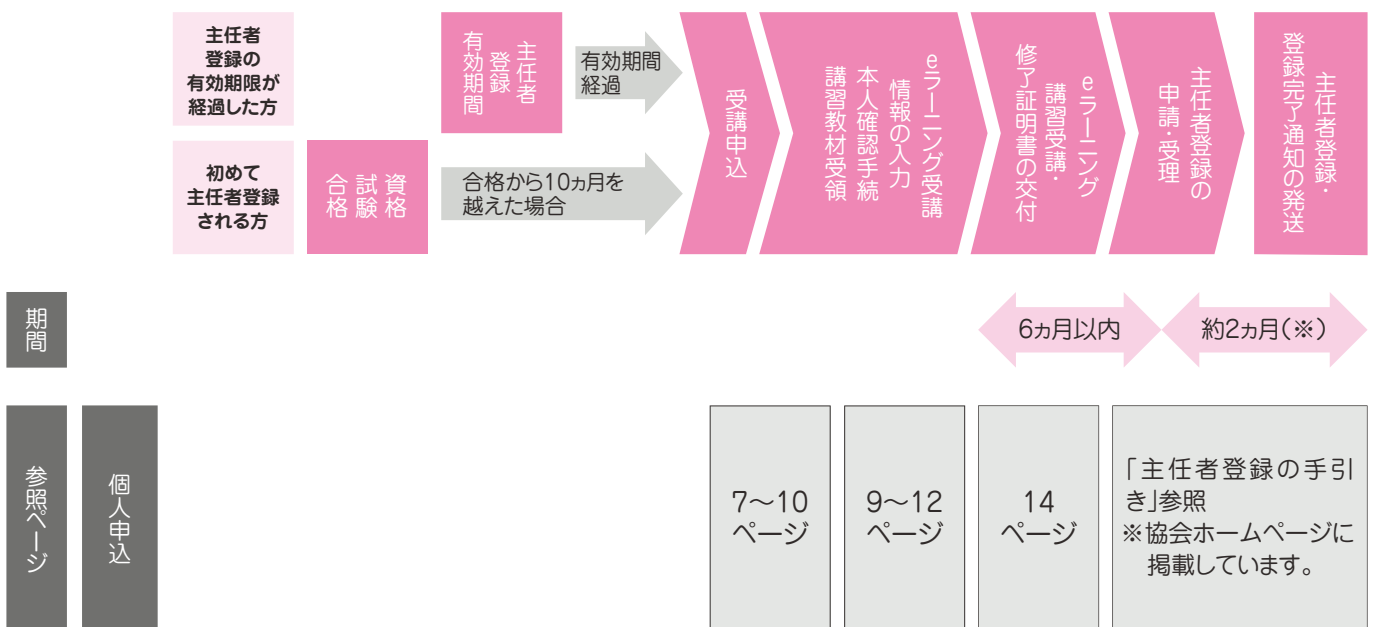 主任者
登録の
有効期限が
経過した方
主任者
登録
有効期間
有効期間
経過
初めて
主任者登録
される方
資格
試験
合格
合格から10ヵ月を
越えた場合
受講申込
eラーニング受講
情報の入力
本人確認手続
講習教材受領
eラーニング
講習受講・
修了証明書の交付
主任者登録の
申請・受理
主任者登録・
登録完了通知の発送
期間
6ヵ月以内
約2ヵ月(※)
参照ページ
個人申込
7〜10
ページ
9〜12
ページ
14
ページ
「主任者登録の手引
き」参照
※協会ホームページに
掲載しています。